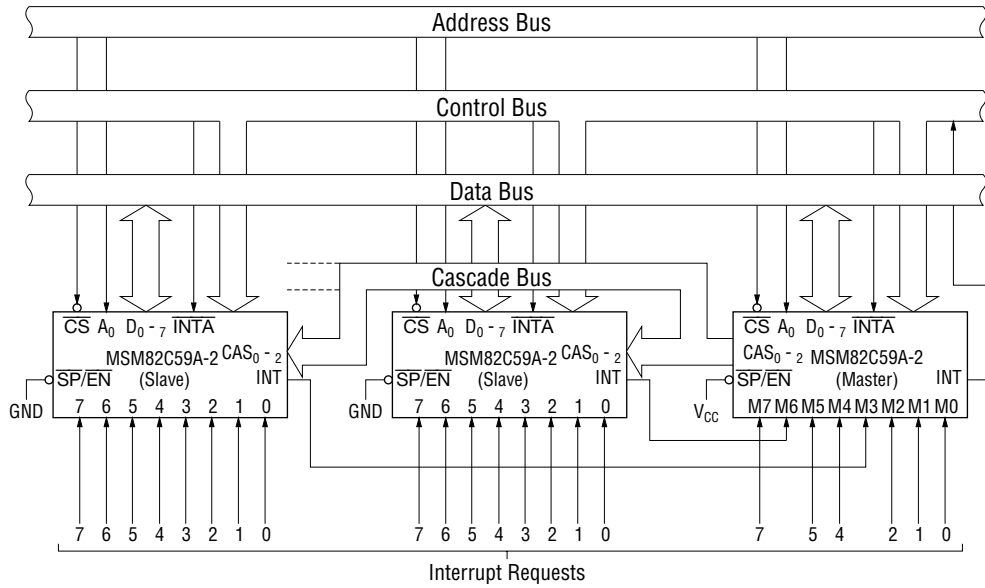 Address Bus
Control Bus
Data Bus
Cascade Bus
CS A0 D0 - 7 INTA
MSM82C59A-2 CAS0 - 2
SP/EN (Slave) INT
7 6 5 4 3 2 1 0
GND
CS A0 D0 - 7 INTA
MSM82C59A-2 CAS0 - 2
SP/EN (Slave) INT
7 6 5 4 3 2 1 0
GND
CS A0 D0 - 7 INTA
CAS0 - 2 MSM82C59A-2
SP/EN (Master) INT
M7 M6 M5 M4 M3 M2 M1 M0
VCC
7 6 5 4 3 2 1 0
7 6 5 4 3 2 1 0
7 5 4 2 1 0
Interrupt Requests